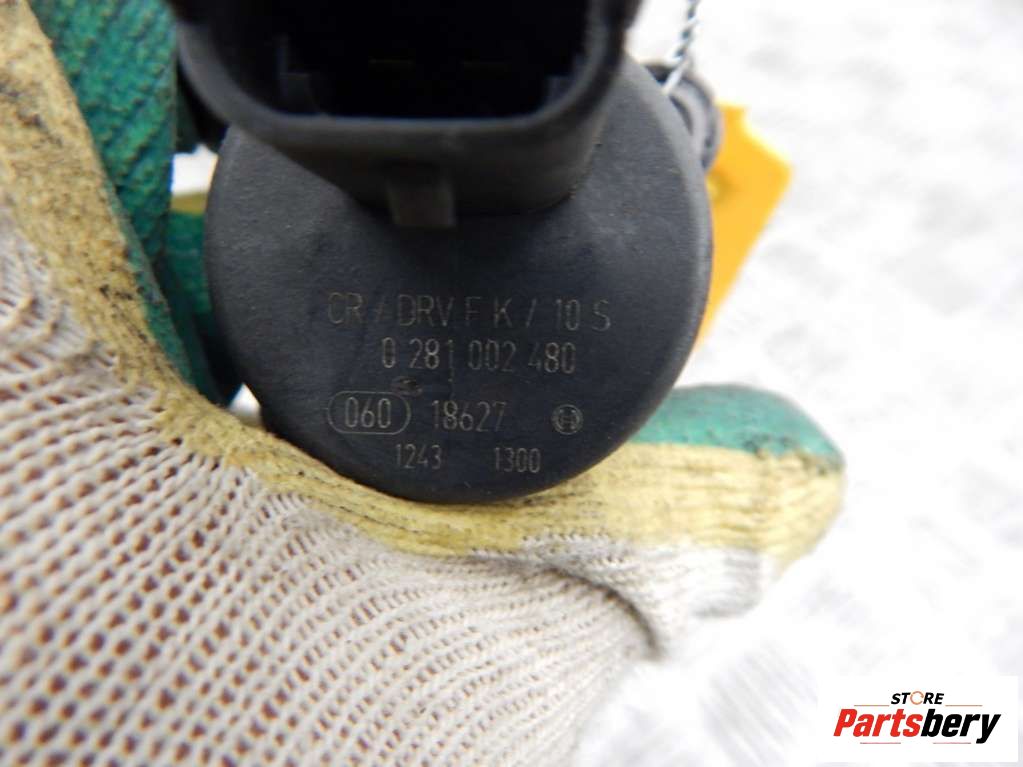 CR / DRV F K / 10 S
0 281 002 480
060 18627
1243 1300
STORE
Partsbery